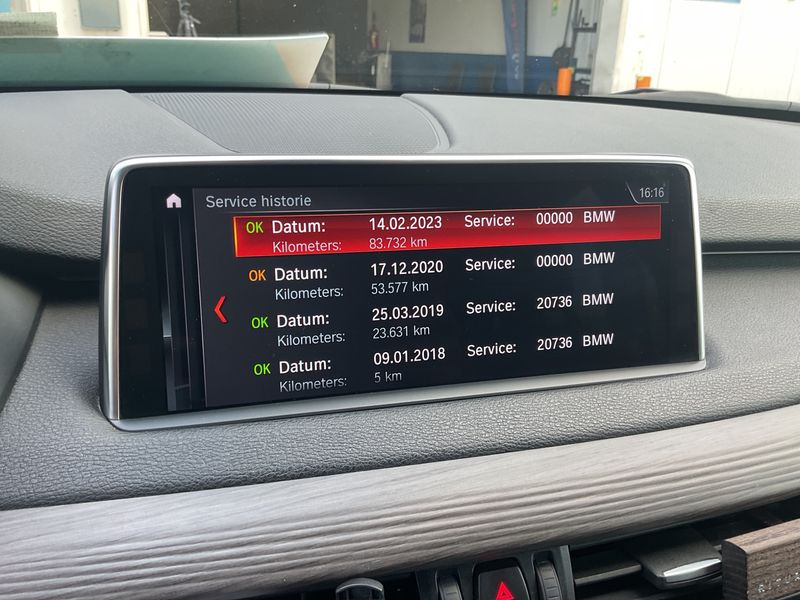 Service historie
16:16
OK Datum: 14.02.2023 Service: 00000 BMW
Kilometers: 83.732 km
OK Datum: 17.12.2020 Service: 00000 BMW
Kilometers: 53.577 km
OK Datum: 25.03.2019 Service: 20736 BMW
Kilometers: 23.631 km
OK Datum: 09.01.2018 Service: 20736 BMW
Kilometers: 5 km